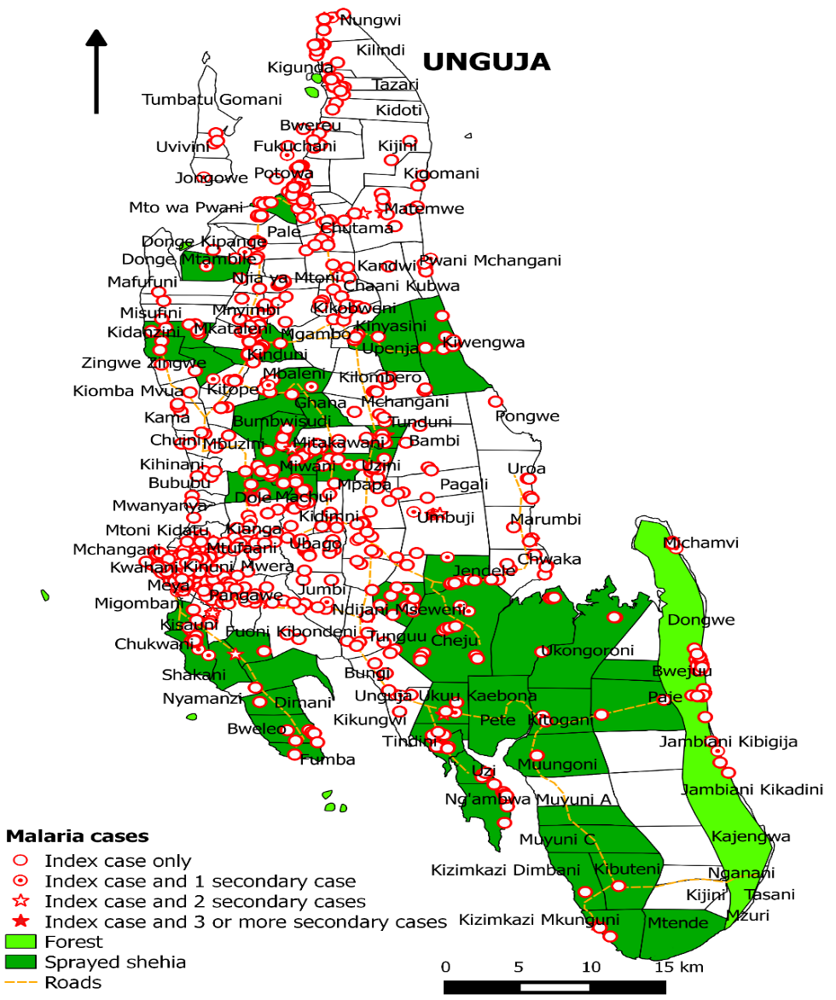 Nungwi
UNGUJA
Kilindi
Kigunda
Tazari
Tumbatu Gomani
Kidoti
Bwereu
Uvivini
Fukuchani
Kijini
Jongowe
Potowa
Kigomani
Mto wa Pwani
Matemwe
Pale
Chutama
Donge Kipange
Donge Mtambile
Kandwi
Pwani Mchangani
Mafufuni
Njia ya Mtoni
Chaani Kubwa
Misufini
Mnyimbi
Kikobweni
Kidanzini
Mkataleni
Mgambo
Kinyasini
Upenja
Kiwengwa
Zingwe Zingwe
Kinduni
Mbaleni
Kilombero
Kiomba Mvua
Kitope
Ghana
Mchangani
Kama
Bumbwisudi
Tunduni
Pongwe
Chuini
Mbuzini
Mitakawani
Bambi
Kihinani
Miwani
Uzini
Uroa
Bububu
Dole
Machui
Mpapa
Pagali
Mwanyanya
Kidimni
Umbuji
Marumbi
Mtoni Kidatu
Kianga
Mchangani
Mtufaani
Ubago
Michamvi
Kwahani
Kinuni
Mwera
Jendele
Chwaka
Meya
Pangawe
Jumbi
Migombani
Ndijani Mseweni
Dongwe
Kisauni
Fuoni Kibondeni
Chukwani
Tunguu
Cheju
Ukongoroni
Shakani
Bungi
Bwejuu
Nyamanzi
Dimani
Unguja Ukuu Kaebona
Paje
Kikungwi
Pete
Kitogani
Bweleo
Tindini
Jambiani Kibigija
Fumba
Uzi
Muungoni
Jambiani Kikadini
Ng'ambwa
Muyuni A
Muyuni C
Kajengwa
Kizimkazi Dimbani
Kibuteni
Nganani
Kijini
Tasani
Kizimkazi Mkunguni
Mtende
Mzuri
Malaria cases
Index case only
Index case and 1 secondary case
Index case and 2 secondary cases
Index case and 3 or more secondary cases
Forest
Sprayed shehia
Roads
0 5 10 15 km